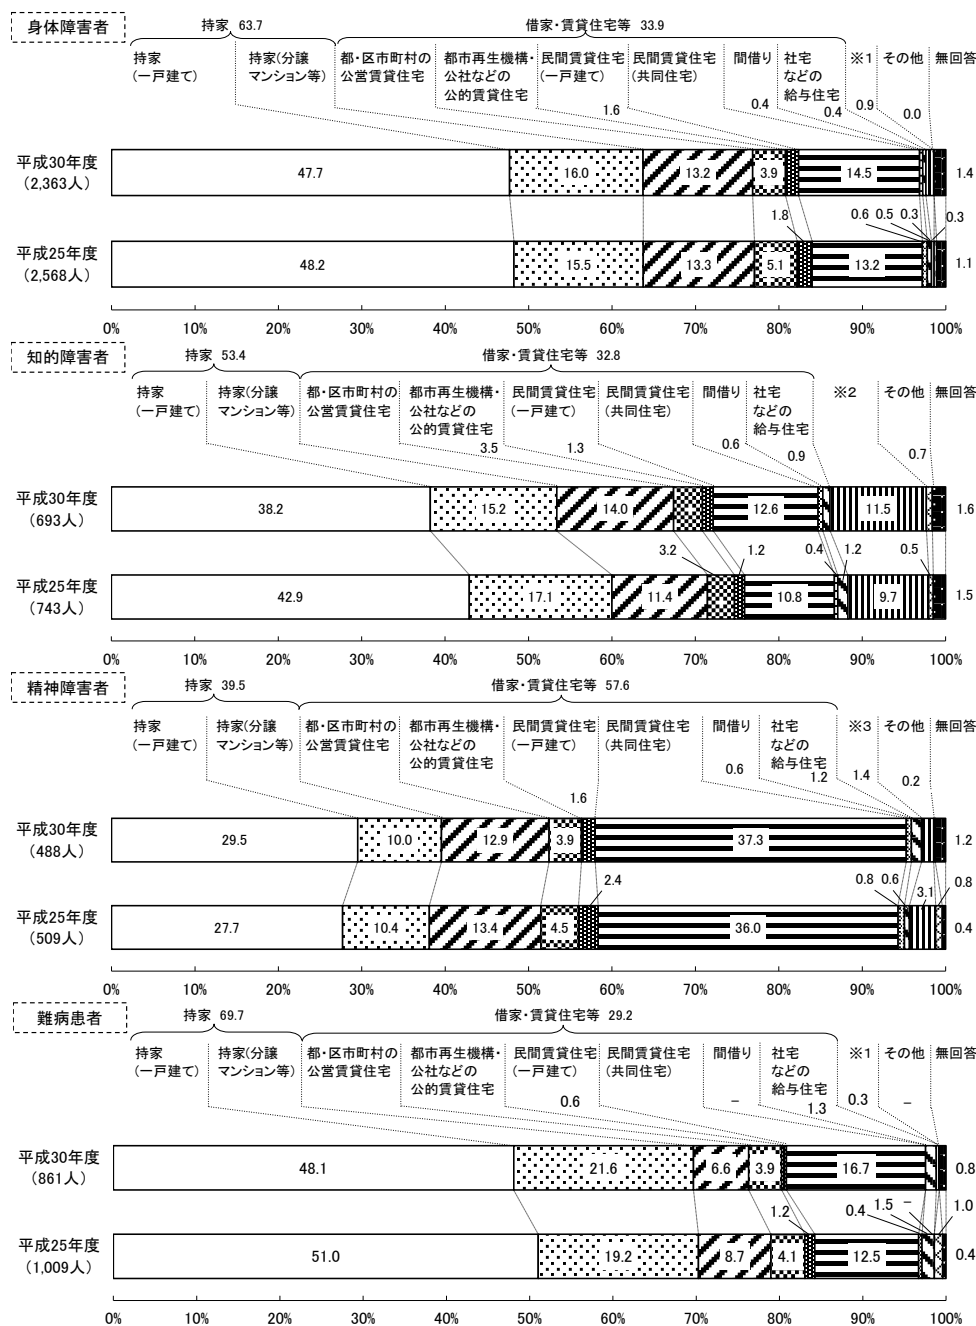 身体障害者
持家 63.7
借家・賃貸住宅等 33.9
持家
(一戸建て)
持家(分譲
マンション等)
都・区市町村の
公営賃貸住宅
都市再生機構・
公社などの
公的賃貸住宅
民間賃貸住宅
(一戸建て)
民間賃貸住宅
(共同住宅)
間借り
社宅
などの
給与住宅
※1
その他
無回答
1.6
0.4
0.4
0.9
0.0
平成30年度
(2,363人)
47.7
16.0
13.2
3.9
14.5
1.4
1.8
0.6
0.5
0.3
0.3
平成25年度
(2,568人)
48.2
15.5
13.3
5.1
13.2
1.1
0% 10% 20% 30% 40% 50% 60% 70% 80% 90% 100%
知的障害者
持家 53.4
借家・賃貸住宅等 32.8
持家
(一戸建て)
持家(分譲
マンション等)
都・区市町村の
公営賃貸住宅
都市再生機構・
公社などの
公的賃貸住宅
民間賃貸住宅
(一戸建て)
民間賃貸住宅
(共同住宅)
間借り
社宅
などの
給与住宅
※2
その他
無回答
3.5
1.3
0.6
0.9
0.7
平成30年度
(693人)
38.2
15.2
14.0
12.6
11.5
1.6
3.2
1.2
0.4
1.2
0.5
平成25年度
(743人)
42.9
17.1
11.4
10.8
9.7
1.5
0% 10% 20% 30% 40% 50% 60% 70% 80% 90% 100%
精神障害者
持家 39.5
借家・賃貸住宅等 57.6
持家
(一戸建て)
持家(分譲
マンション等)
都・区市町村の
公営賃貸住宅
都市再生機構・
公社などの
公的賃貸住宅
民間賃貸住宅
(一戸建て)
民間賃貸住宅
(共同住宅)
間借り
社宅
などの
給与住宅
※3
その他
無回答
1.6
0.6
1.2
1.4
0.2
平成30年度
(488人)
29.5
10.0
12.9
3.9
37.3
1.2
2.4
0.8
0.6
3.1
0.8
平成25年度
(509人)
27.7
10.4
13.4
4.5
36.0
0.4
0% 10% 20% 30% 40% 50% 60% 70% 80% 90% 100%
難病患者
持家 69.7
借家・賃貸住宅等 29.2
持家
(一戸建て)
持家(分譲
マンション等)
都・区市町村の
公営賃貸住宅
都市再生機構・
公社などの
公的賃貸住宅
民間賃貸住宅
(一戸建て)
民間賃貸住宅
(共同住宅)
間借り
社宅
などの
給与住宅
※1
その他
無回答
0.6
－
1.3
0.3
－
平成30年度
(861人)
48.1
21.6
6.6
3.9
16.7
0.8
1.2
0.4
1.5
－
1.0
平成25年度
(1,009人)
51.0
19.2
8.7
4.1
12.5
0.4
0% 10% 20% 30% 40% 50% 60% 70% 80% 90% 100%